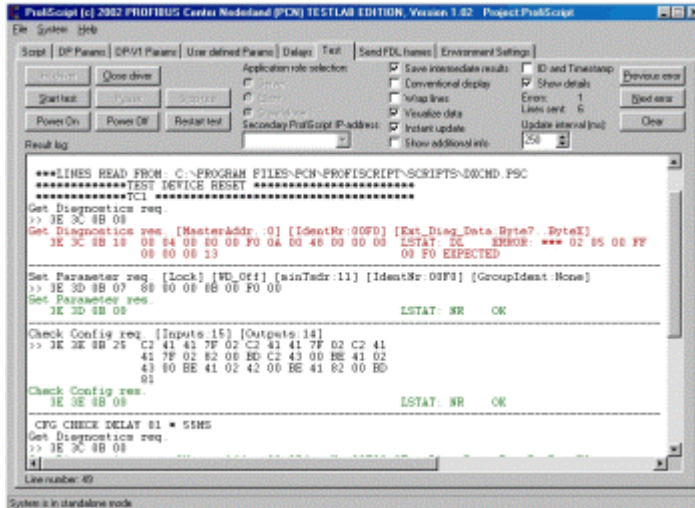 ProfiScript (c) 2002 PROFIBUS Center Nederland (PCN) TESTLAB EDITION, Version 1.02 Project:ProfiScript
File System Help
Script DP Params DP-V1 Params User defined Params Delays Test Send FDL frames Environment Settings
Close driver
Application role selection:
Save intermediate results
ID and Timestamp
Previous error
Conventional display
Show details
Start test
Wrap lines
Errors: 1
Next error
Visualize data
Lines sent: 6
Power On Power Off Restart test
Secondary ProfiScript IP-address:
Instant update
Update interval [ms]:
Clear
Result log:
Show additional info
250
***LINES READ FROM: C:\PROGRAM FILES\PCN\PROFISCRIPT\SCRIPTS\DXCMD.PSC
**************TEST DEVICE RESET ***********************
**************TC1 ***********************
Get Diagnostics req.
>> 3E 3C 0B 00
Get Diagnostics res. [MasterAddr.:0] [IdentNr:00F0] [Ext_Diag_Data Byte7..ByteX]
3E 3C 0B 10 00 04 00 00 00 F0 0A D0 48 00 00 00 LSTAT: DL ERROR: *** 02 05 00 FF
00 00 00 13 00 F0 EXPECTED
Set Parameter req. [Lock] [WD_Off] [minTsdr:11] [IdentNr:00F0] [GroupIdent:None]
>> 3E 3D 0B 07 80 00 00 0B 00 F0 00
Set Parameter res.
3E 3D 0B 00 LSTAT: NR OK
Check Config req. [Inputs:15] [Outputs:14]
>> 3E 3E 0B 25 C2 41 41 7F 02 C2 41 41 7F 02 C2 41
41 7F 02 82 00 BD C2 43 00 BE 41 02
43 00 BE 41 02 42 00 BE 41 82 00 BD
81
Check Config res.
3E 3E 0B 00 LSTAT: NR OK
CFG CHECK DELAY 01 * 55MS
Get Diagnostics req.
>> 3E 3C 0B 00
Line number: 49
System is in standalone mode